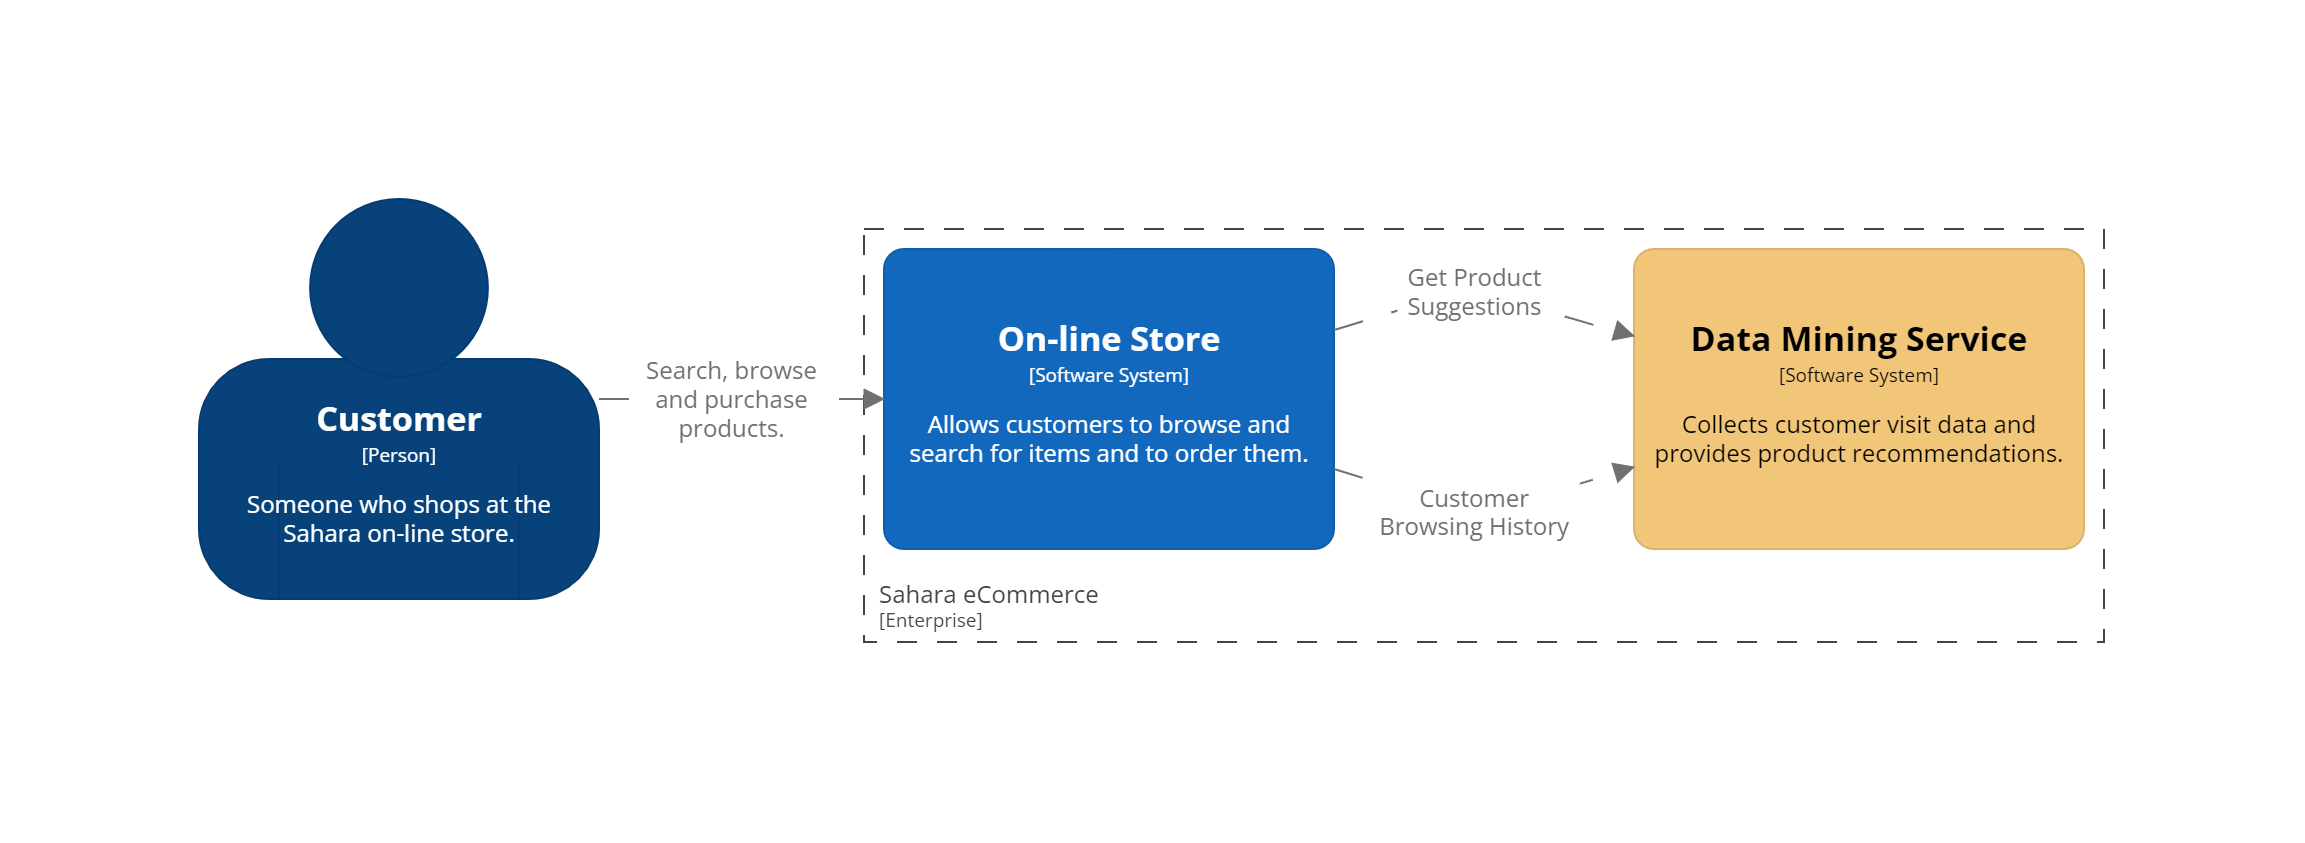 Customer
[Person]
Someone who shops at the
Sahara on-line store.
Search, browse
and purchase
products.
On-line Store
[Software System]
Allows customers to browse and
search for items and to order them.
Get Product
Suggestions
Customer
Browsing History
Data Mining Service
[Software System]
Collects customer visit data and
provides product recommendations.
Sahara eCommerce
[Enterprise]